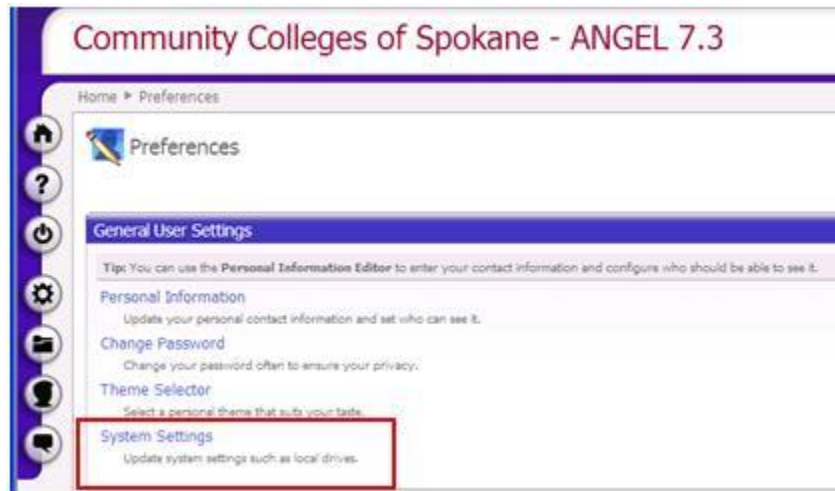 Community Colleges of Spokane - ANGEL 7.3
Home ▶ Preferences
Preferences
?
General User Settings
Tip: You can use the Personal Information Editor to enter your contact information and configure who should be able to see it.
Personal Information
Update your personal contact information and set who can see it.
Change Password
Change your password often to ensure your privacy.
Theme Selector
Select a personal theme that suits your taste.
System Settings
Update system settings such as local drives.